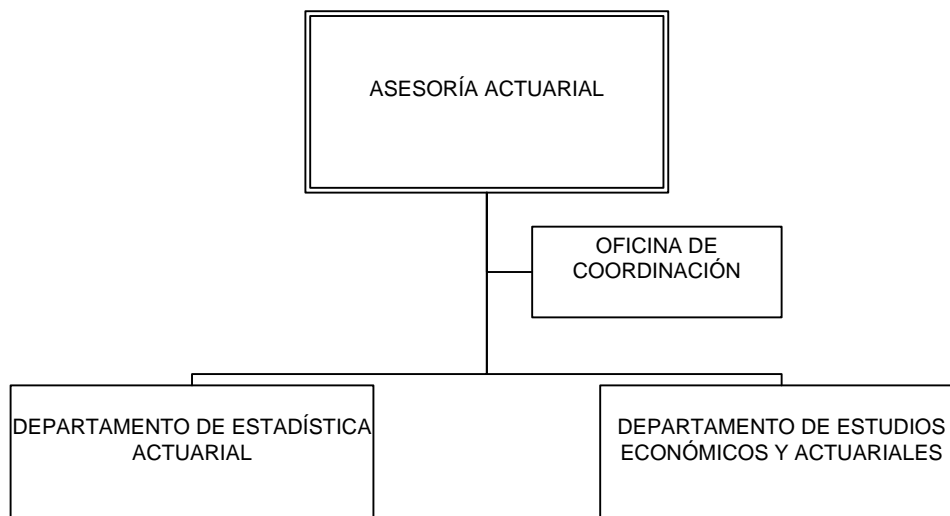 ASESORÍA ACTUARIAL
OFICINA DE
COORDINACIÓN
DEPARTAMENTO DE ESTADÍSTICA
ACTUARIAL
DEPARTAMENTO DE ESTUDIOS
ECONÓMICOS Y ACTUARIALES